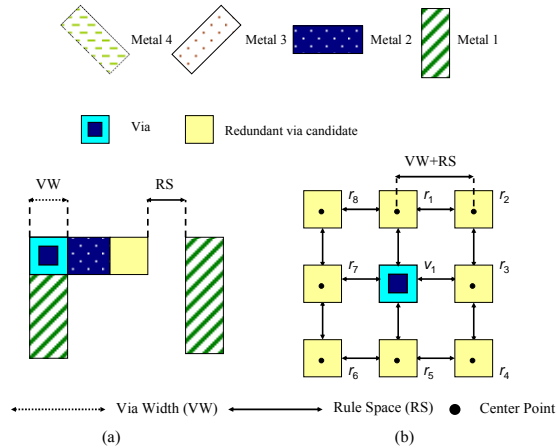 Metal 4 Metal 3 Metal 2 Metal 1
Via Redundant via candidate
VW RS VW+RS
r8 r1 r2
r7 v1 r3
r6 r5 r4
Via Width (VW) Rule Space (RS) Center Point
(a) (b)